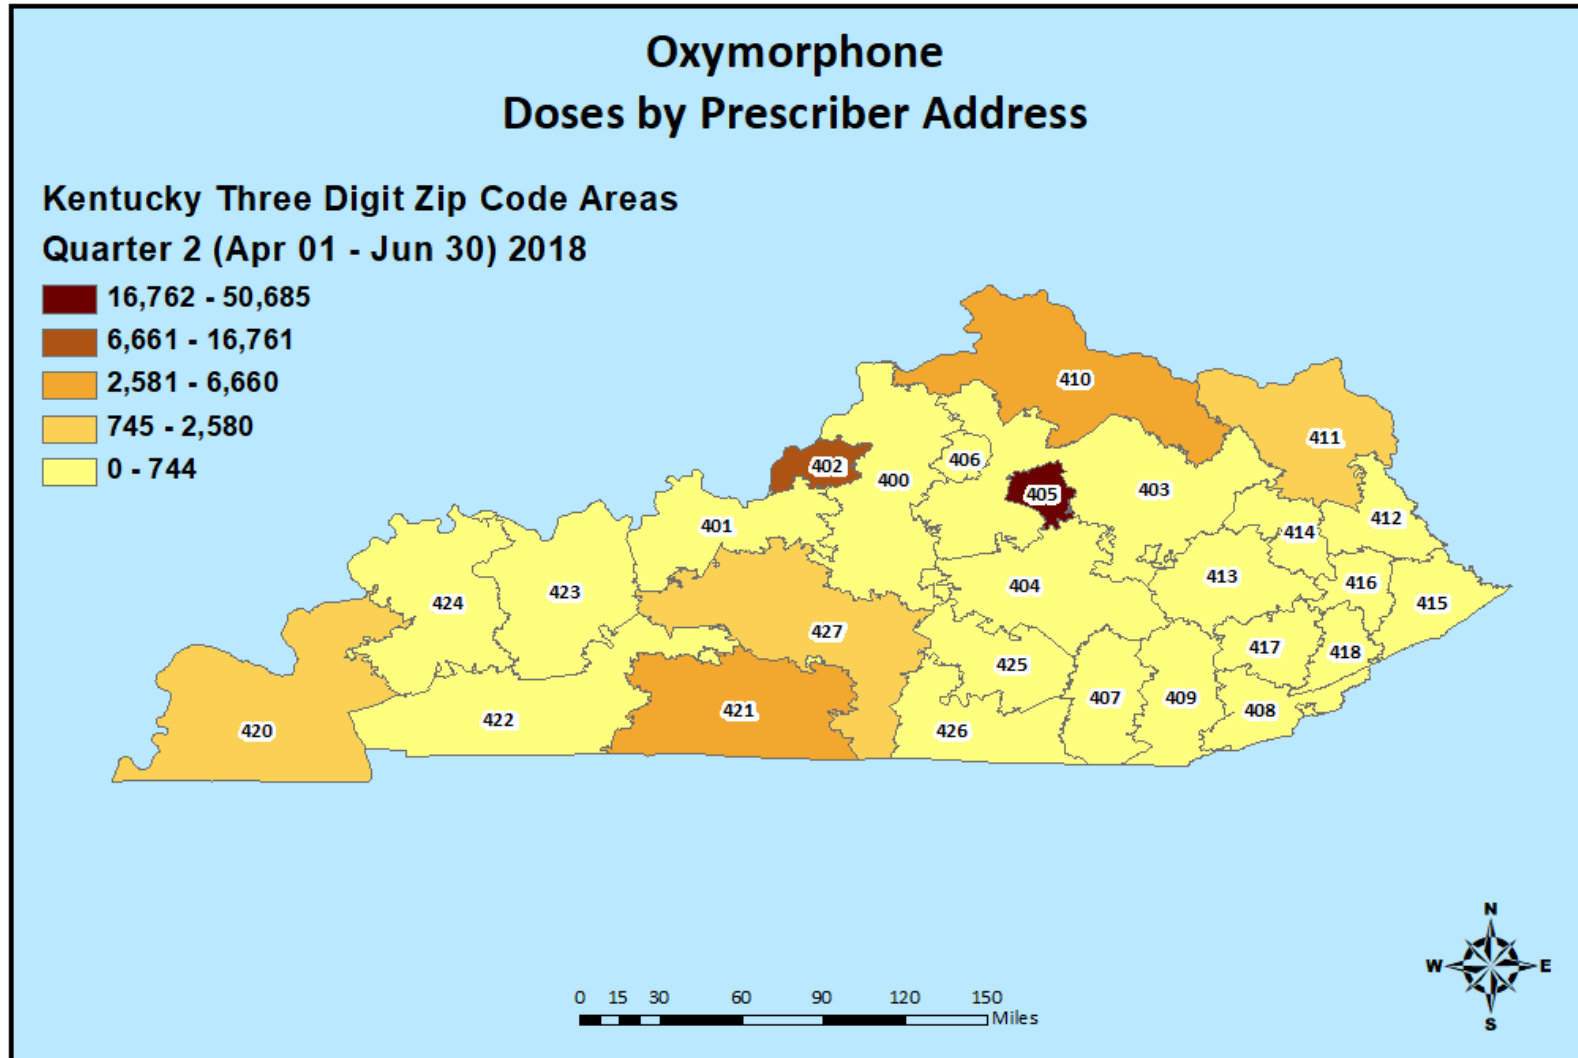 Oxymorphone
Doses by Prescriber Address
Kentucky Three Digit Zip Code Areas
Quarter 2 (Apr 01 - Jun 30) 2018
16,762 - 50,685
6,661 - 16,761
2,581 - 6,660
745 - 2,580
0 - 744
410
411
406
402
400
405
403
401
412
414
413
416
404
424
423
415
427
417
418
425
407
409
408
421
422
420
426
N
W E
S
0 15 30 60 90 120 150
Miles